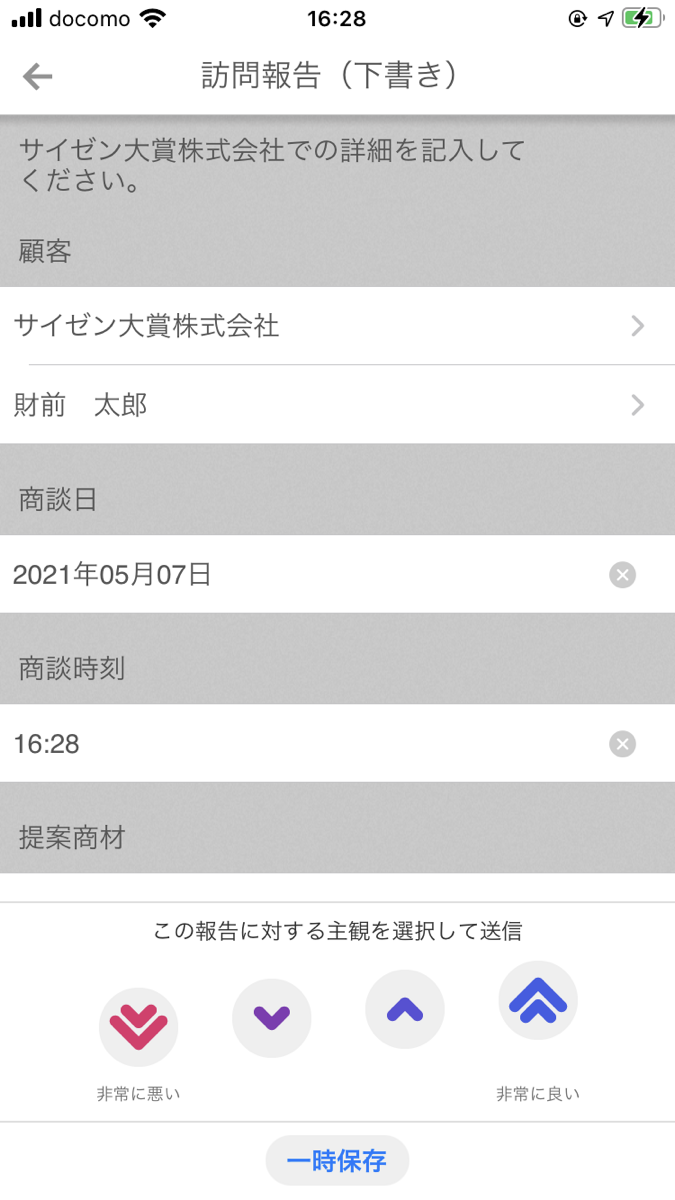 docomo 16:28
訪問報告（下書き）
サイゼン大賞株式会社での詳細を記入して
ください。
顧客
サイゼン大賞株式会社
財前　太郎
商談日
2021年05月07日
商談時刻
16:28
提案商材
この報告に対する主観を選択して送信
非常に悪い 非常に良い
一時保存